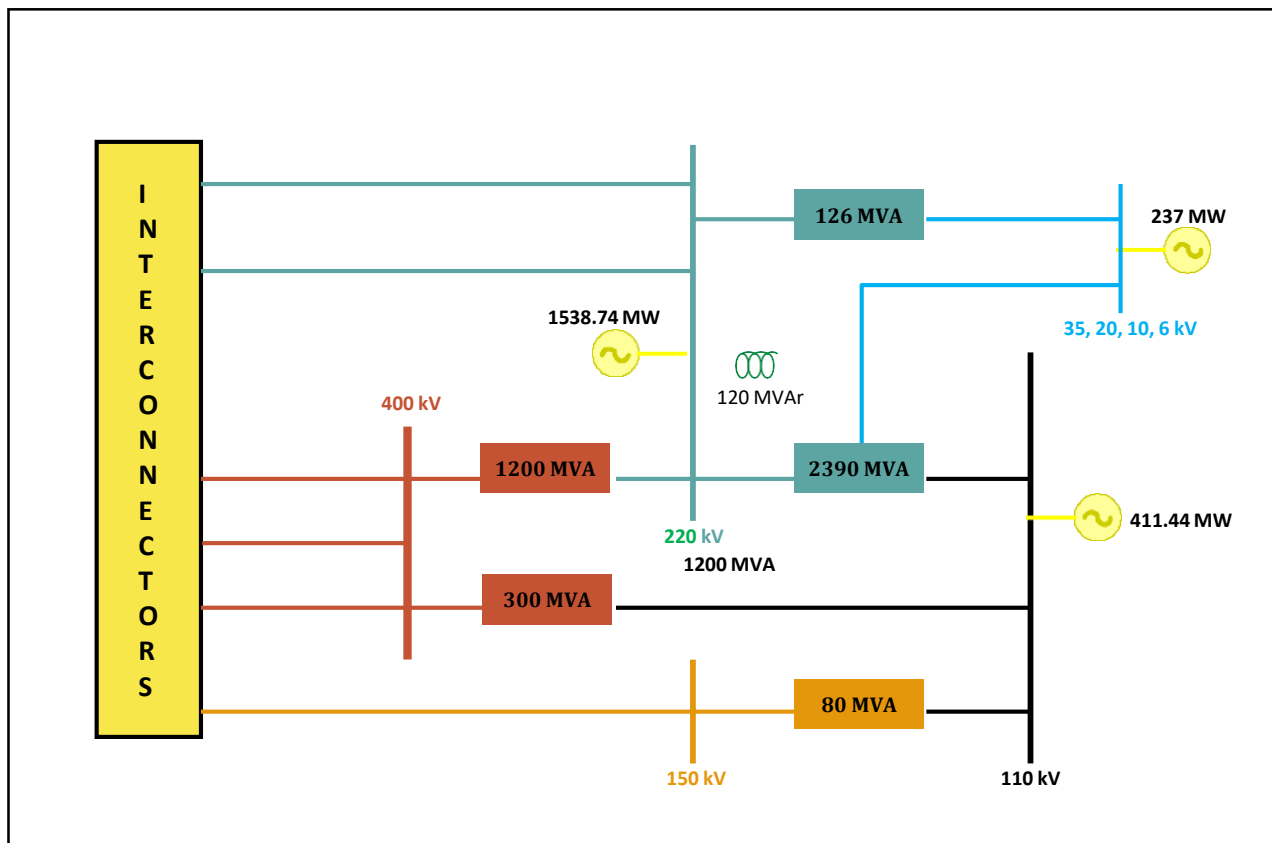 INTERCONNECTORS
126 MVA
237 MW
1538.74 MW
35, 20, 10, 6 kV
120 MVAr
400 kV
1200 MVA
2390 MVA
411.44 MW
220 kV
1200 MVA
300 MVA
80 MVA
150 kV
110 kV